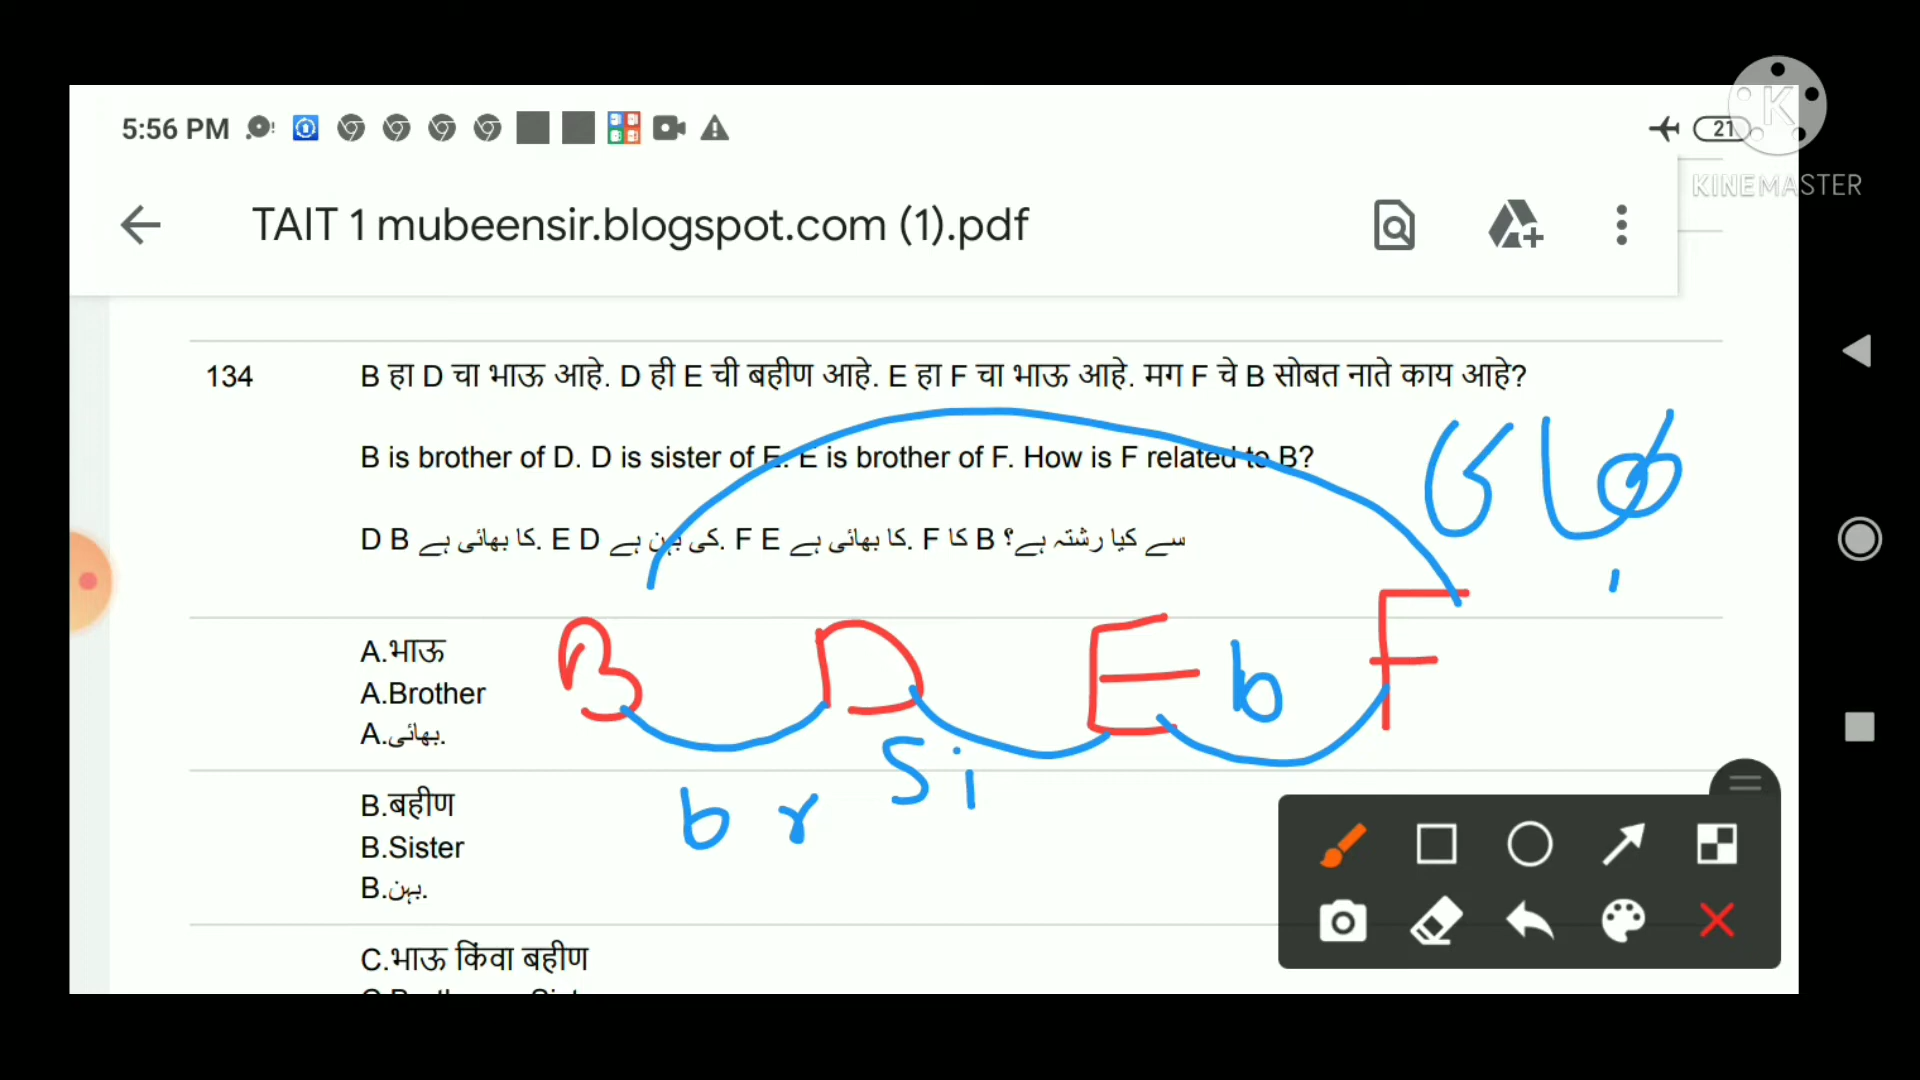 5:56 PM
21
K
KINEMASTER
TAIT 1 mubeensir.blogspot.com (1).pdf
134 B हा D चा भाऊ आहे. D ही E ची बहीण आहे. E हा F चा भाऊ आहे. मग F चे B सोबत नाते काय आहे?
B is brother of D. D is sister of E. E is brother of F. How is F related to B?
D B کا بھائی ہے. E D کی بہن ہے. F E کا بھائی ہے. F کا B سے کیا رشتہ ہے؟
B D E b F
A.भाऊ
A.Brother
A.بھائی.
br si
B.बहीण
B.Sister
B.بہن.
C.भाऊ किंवा बहीण